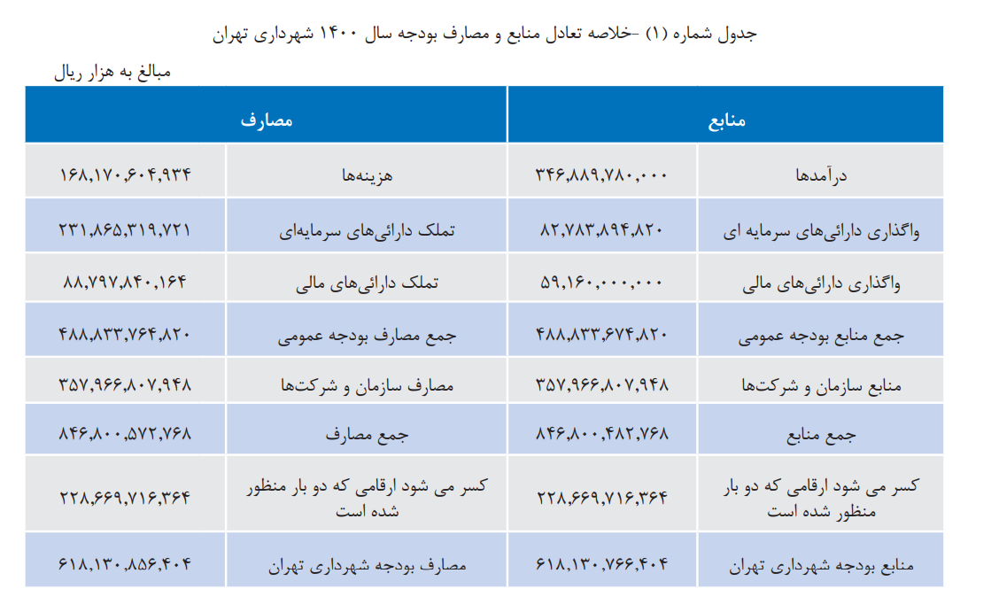 جدول شماره (۱) -خلاصه تعادل منابع و مصارف بودجه سال ۱۴۰۰ شهرداری تهران
مبالغ به هزار ریال
منابع مصارف
درآمدها ۳۴۶,۸۸۹,۷۸۰,۰۰۰ هزینه‌ها ۱۶۸,۱۷۰,۶۰۴,۹۳۴
واگذاری دارائی‌های سرمایه ای ۸۲,۷۸۳,۸۹۴,۸۲۰ تملک دارائی‌های سرمایه‌ای ۲۳۱,۸۶۵,۳۱۹,۷۲۱
واگذاری دارائی‌های مالی ۵۹,۱۶۰,۰۰۰,۰۰۰ تملک دارائی‌های مالی ۸۸,۷۹۷,۸۴۰,۱۶۴
جمع منابع بودجه عمومی ۴۸۸,۸۳۳,۶۷۴,۸۲۰ جمع مصارف بودجه عمومی ۴۸۸,۸۳۳,۷۶۴,۸۲۰
منابع سازمان و شرکت‌ها ۳۵۷,۹۶۶,۸۰۷,۹۴۸ مصارف سازمان و شرکت‌ها ۳۵۷,۹۶۶,۸۰۷,۹۴۸
جمع منابع ۸۴۶,۸۰۰,۴۸۲,۷۶۸ جمع مصارف ۸۴۶,۸۰۰,۵۷۲,۷۶۸
کسر می شود ارقامی که دو بار
منظور شده است
۲۲۸,۶۶۹,۷۱۶,۳۶۴
کسر می شود ارقامی که دو بار منظور
شده است
۲۲۸,۶۶۹,۷۱۶,۳۶۴
منابع بودجه شهرداری تهران ۶۱۸,۱۳۰,۷۶۶,۴۰۴ مصارف بودجه شهرداری تهران ۶۱۸,۱۳۰,۸۵۶,۴۰۴